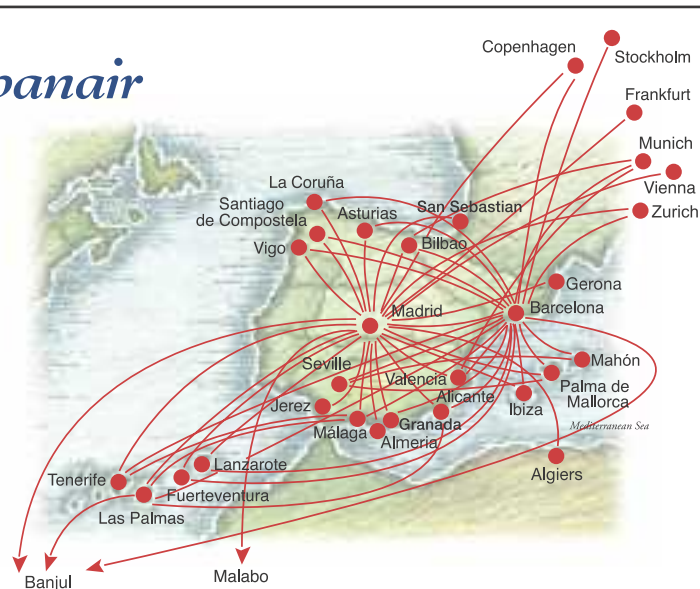 panair
Copenhagen
Stockholm
Frankfurt
Munich
Vienna
Zurich
La Coruña
Santiago
de Compostela
Asturias
San Sebastian
Vigo
Bilbao
Gerona
Madrid
Barcelona
Seville
Valencia
Mahón
Palma de
Mallorca
Alicante
Ibiza
Jerez
Granada
Málaga
Almeria
Mediterranean Sea
Lanzarote
Algiers
Tenerife
Fuerteventura
Las Palmas
Banjul
Malabo